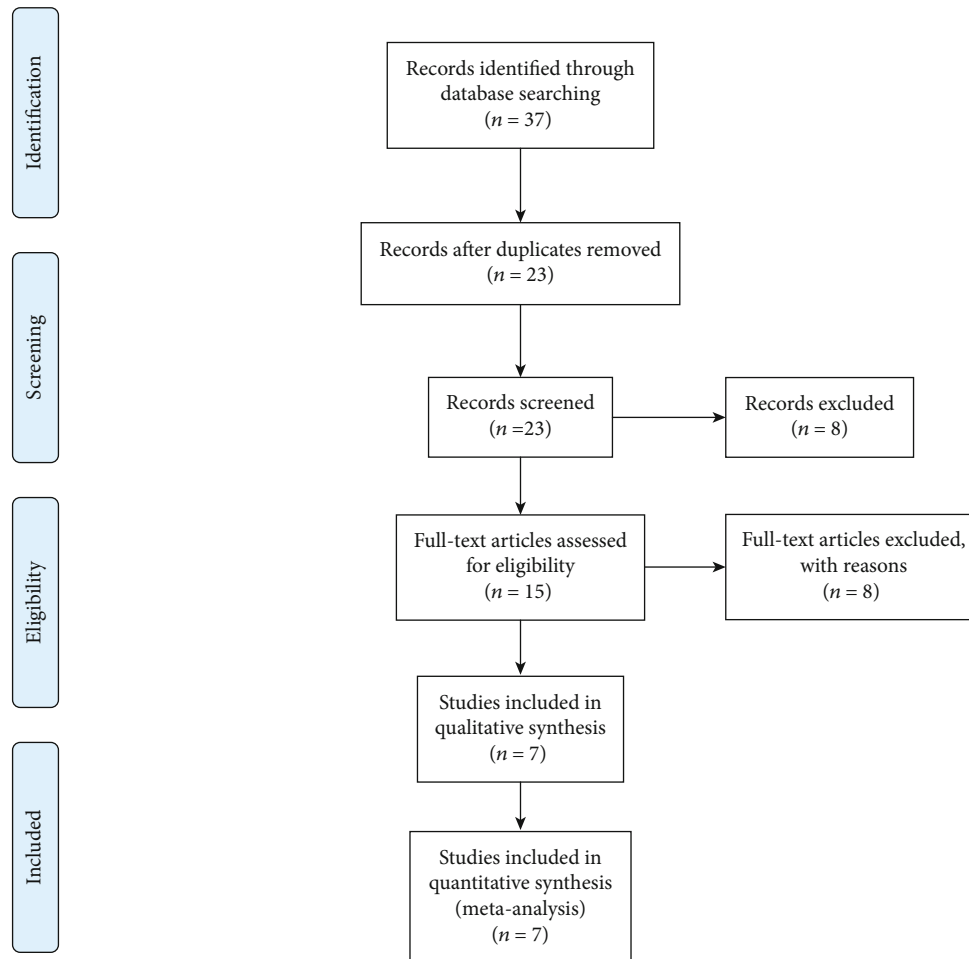 Identification
Records identified through
database searching
(n = 37)
Records after duplicates removed
(n = 23)
Screening
Records screened
(n =23)
Records excluded
(n = 8)
Eligibility
Full-text articles assessed
for eligibility
(n = 15)
Full-text articles excluded,
with reasons
(n = 8)
Studies included in
qualitative synthesis
(n = 7)
Included
Studies included in
quantitative synthesis
(meta-analysis)
(n = 7)